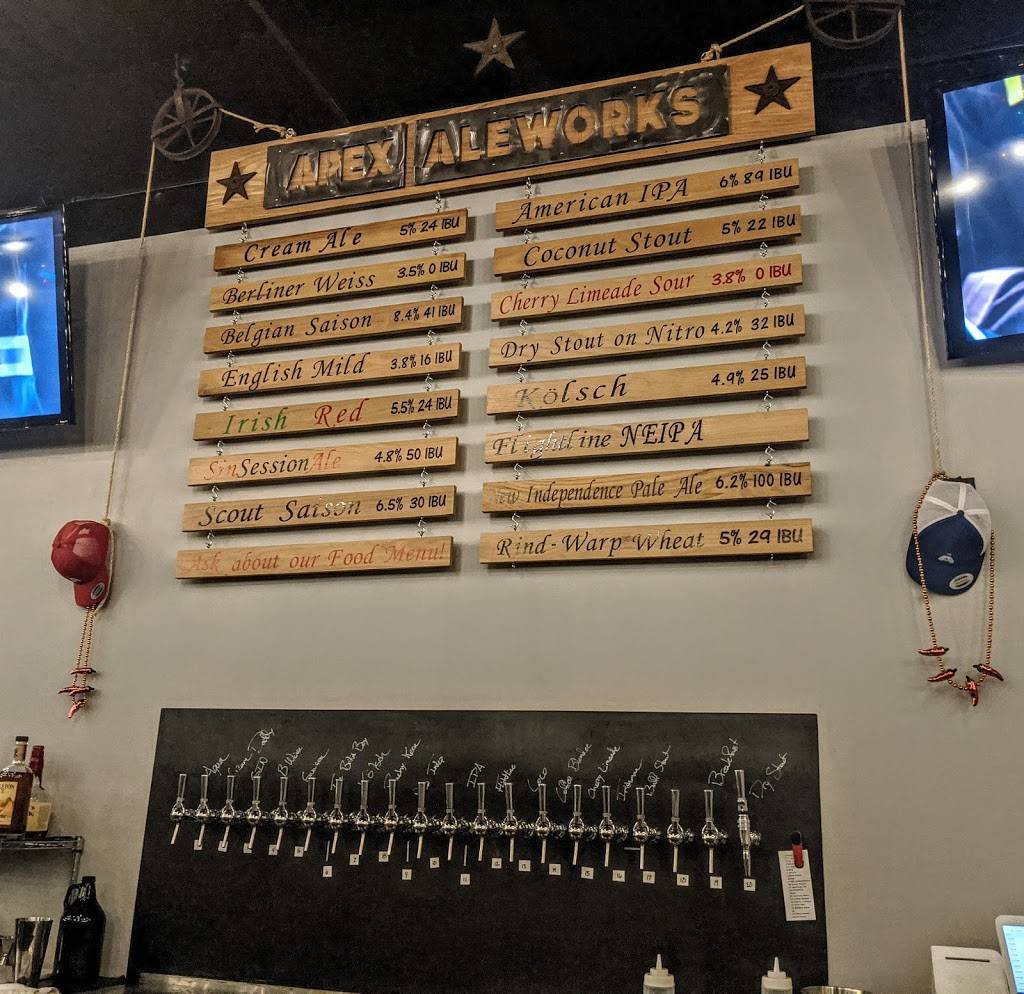 APEX ALEWORKS
Cream Ale 5% 24 IBU
Berliner Weiss 3.5% 0 IBU
Belgian Saison 8.4% 41 IBU
English Mild 3.8% 16 IBU
Irish Red 5.5% 24 IBU
SinSessionAle 4.8% 50 IBU
Scout Saison 6.5% 30 IBU
Ask about our Food Menu!
American IPA 6% 89 IBU
Coconut Stout 5% 22 IBU
Cherry Limeade Sour 3.8% 0 IBU
Dry Stout on Nitro 4.2% 32 IBU
Kölsch 4.9% 25 IBU
Flightline NEIPA
New Independence Pale Ale 6.2% 100 IBU
Rind-Warp Wheat 5% 29 IBU
IPA
Breakfast
Dry Stout